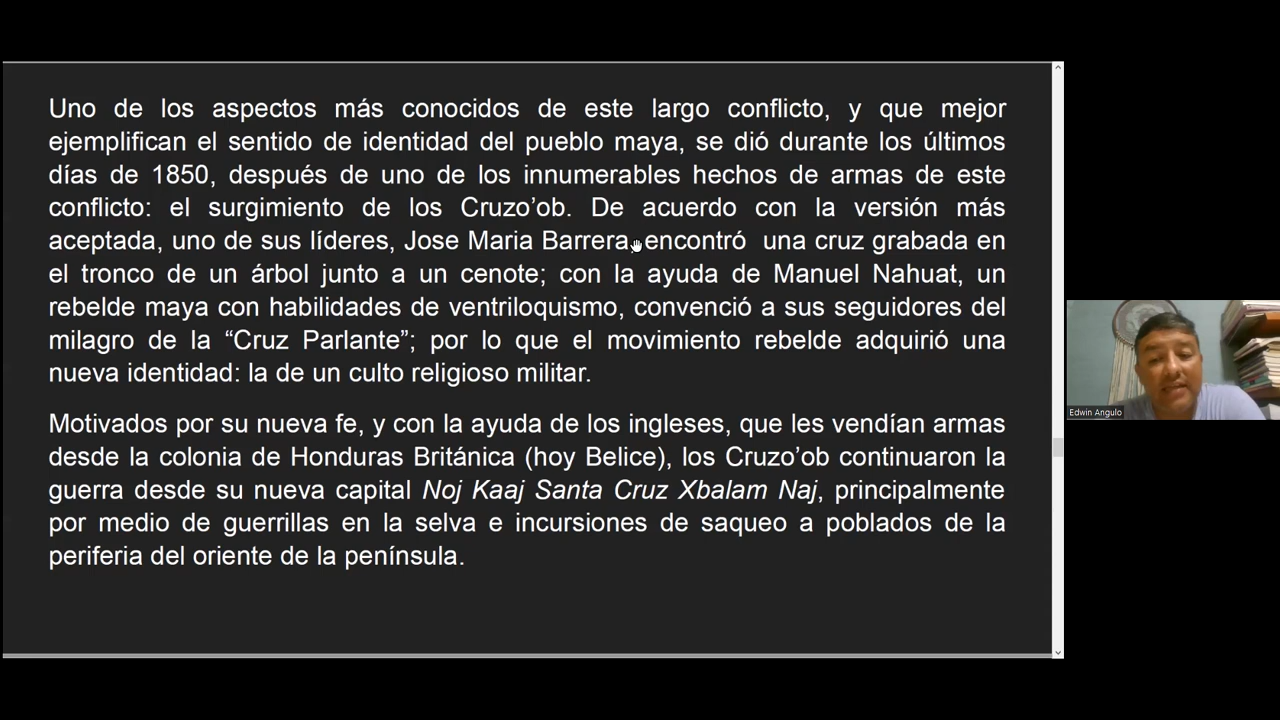 Uno de los aspectos más conocidos de este largo conflicto, y que mejor
ejemplifican el sentido de identidad del pueblo maya, se dió durante los últimos
días de 1850, después de uno de los innumerables hechos de armas de este
conflicto: el surgimiento de los Cruzo’ob. De acuerdo con la versión más
aceptada, uno de sus líderes, Jose Maria Barrera, encontró una cruz grabada en
el tronco de un árbol junto a un cenote; con la ayuda de Manuel Nahuat, un
rebelde maya con habilidades de ventriloquismo, convenció a sus seguidores del
milagro de la “Cruz Parlante”; por lo que el movimiento rebelde adquirió una
nueva identidad: la de un culto religioso militar.
Motivados por su nueva fe, y con la ayuda de los ingleses, que les vendían armas
desde la colonia de Honduras Británica (hoy Belice), los Cruzo’ob continuaron la
guerra desde su nueva capital Noj Kaaj Santa Cruz Xbalam Naj, principalmente
por medio de guerrillas en la selva e incursiones de saqueo a poblados de la
periferia del oriente de la península.
Edwin Angulo